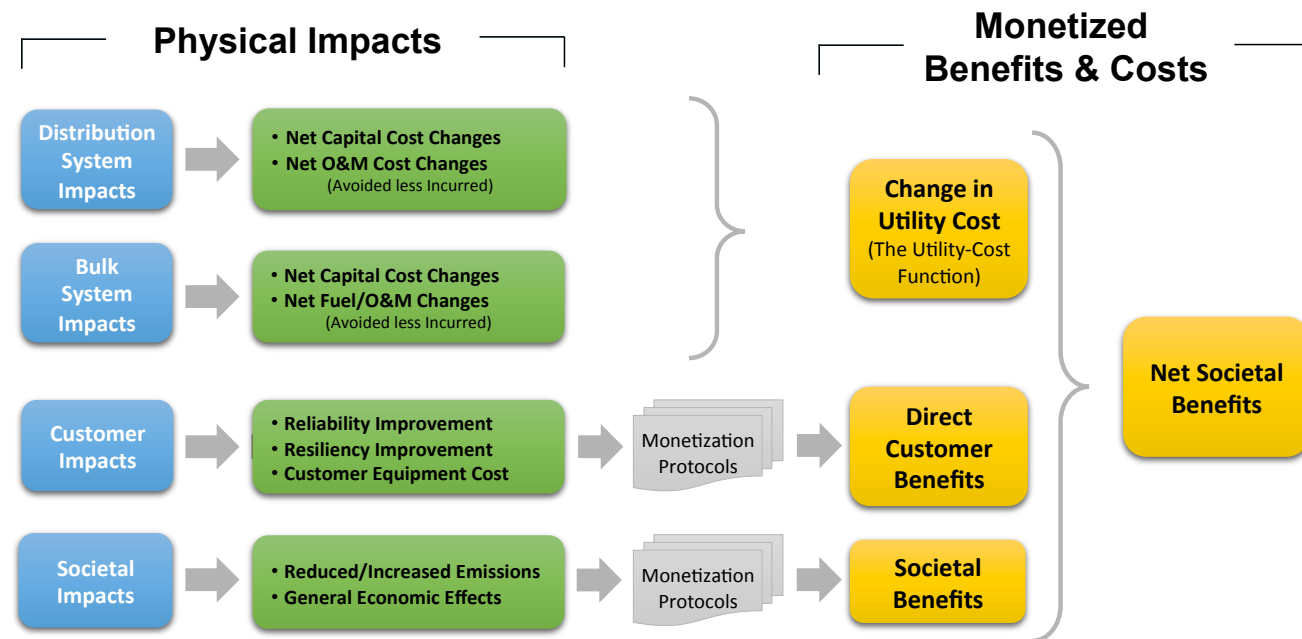 Physical Impacts
Monetized
Benefits & Costs
Distribution
System
Impacts
• Net Capital Cost Changes
• Net O&M Cost Changes
(Avoided less Incurred)
Change in
Utility Cost
(The Utility-Cost
Function)
Bulk
System
Impacts
• Net Capital Cost Changes
• Net Fuel/O&M Changes
(Avoided less Incurred)
Net Societal
Benefits
Customer
Impacts
• Reliability Improvement
• Resiliency Improvement
• Customer Equipment Cost
Monetization
Protocols
Direct
Customer
Benefits
Societal
Impacts
• Reduced/Increased Emissions
• General Economic Effects
Monetization
Protocols
Societal
Benefits